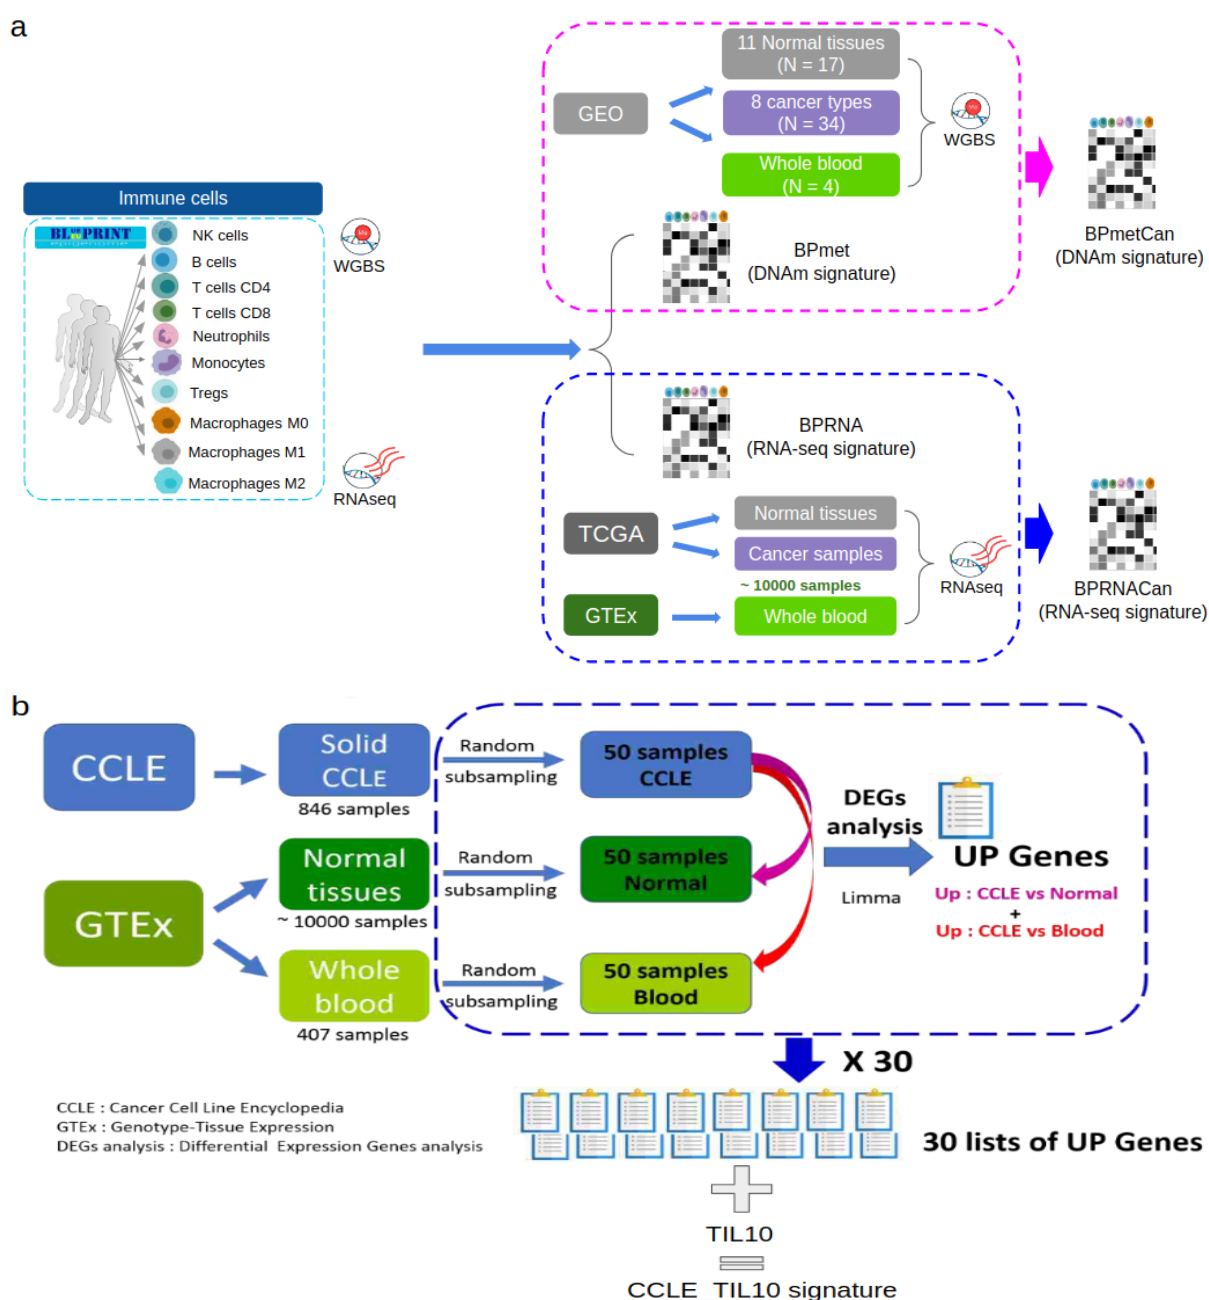 a
Immune cells
BLUEPRINT
NK cells
B cells
T cells CD4
T cells CD8
Neutrophils
Monocytes
Tregs
Macrophages M0
Macrophages M1
Macrophages M2
WGBS
RNAseq
GEO
11 Normal tissues
(N = 17)
8 cancer types
(N = 34)
Whole blood
(N = 4)
WGBS
BPmet
(DNAm signature)
BPmetCan
(DNAm signature)
BPRNA
(RNA-seq signature)
TCGA
Normal tissues
Cancer samples
~ 10000 samples
GTEx
Whole blood
RNAseq
BPRNACan
(RNA-seq signature)
b
CCLE
Solid
CCLE
846 samples
Random
subsampling
50 samples
CCLE
GTEx
Normal
tissues
~ 10000 samples
Random
subsampling
50 samples
Normal
Whole
blood
407 samples
Random
subsampling
50 samples
Blood
DEGs
analysis
Limma
UP Genes
Up : CCLE vs Normal
+
Up : CCLE vs Blood
X 30
CCLE : Cancer Cell Line Encyclopedia
GTEx : Genotype-Tissue Expression
DEGs analysis : Differential Expression Genes analysis
30 lists of UP Genes
TIL10
CCLE_TIL10 signature